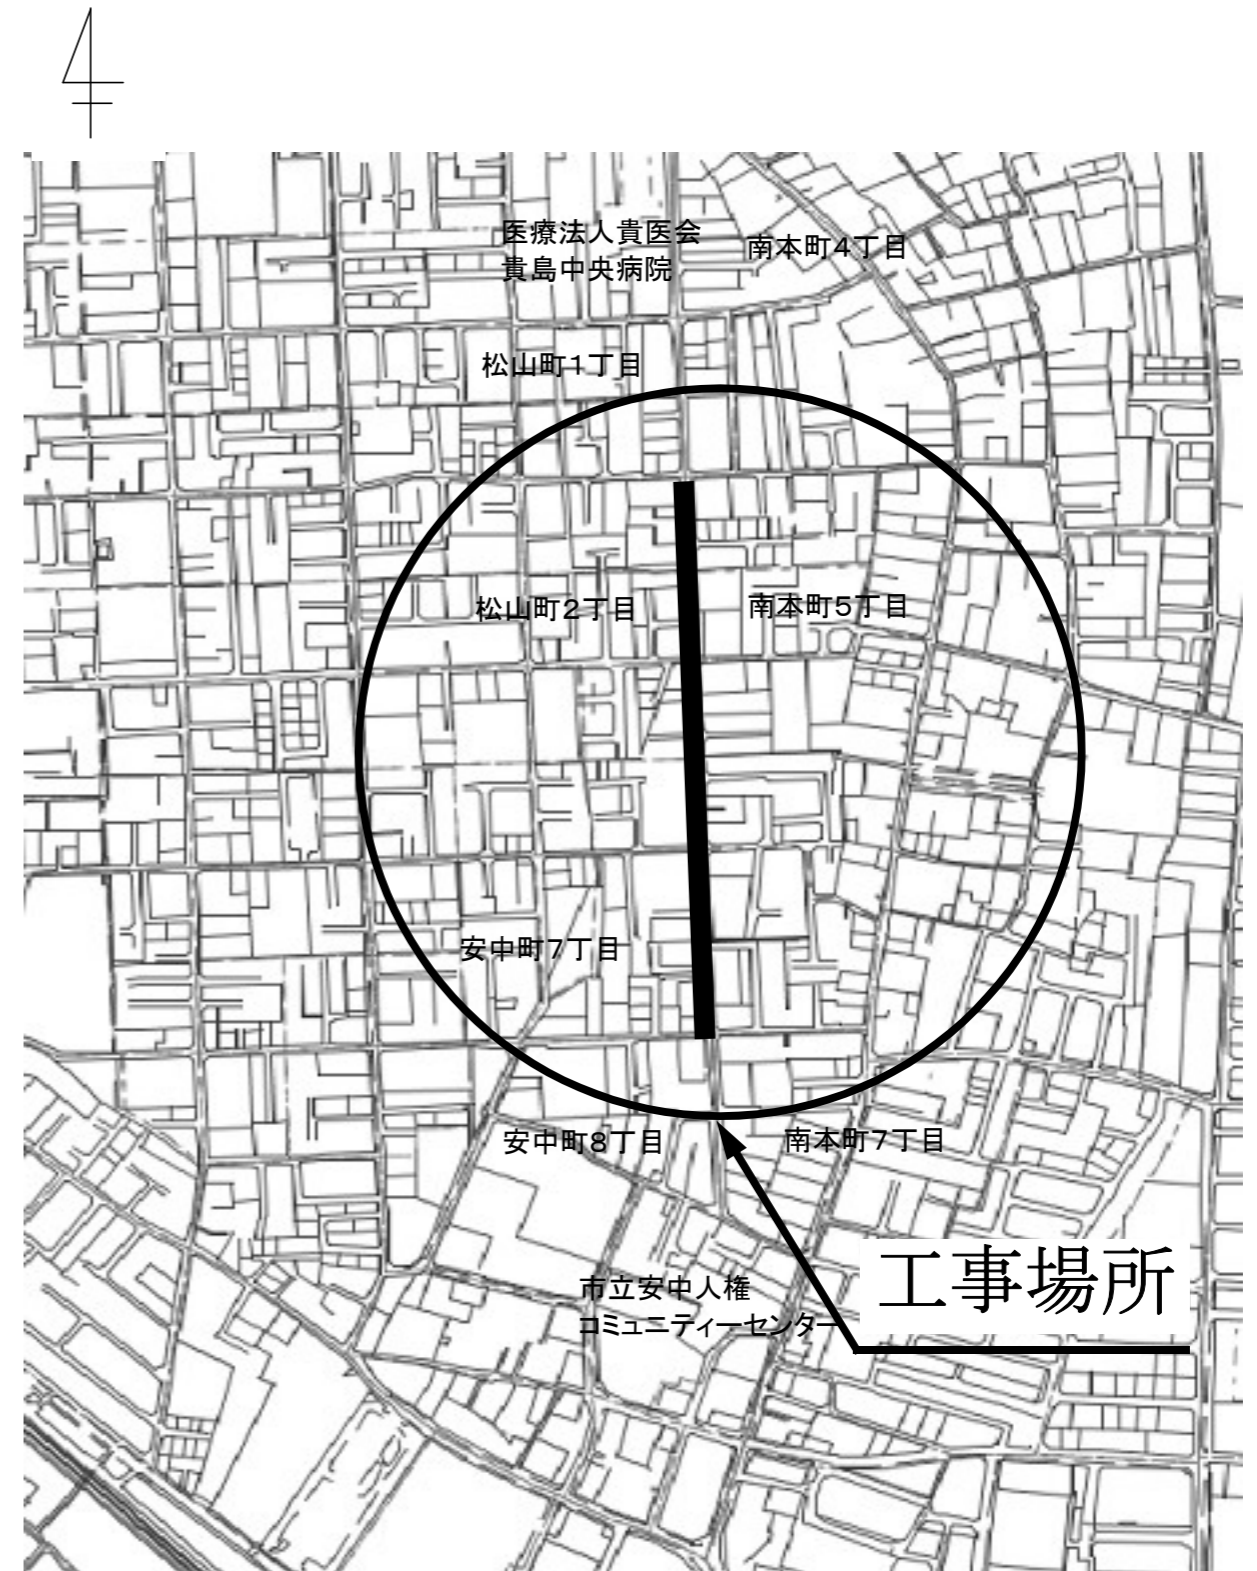 医療法人貴医会
貴島中央病院
南本町4丁目
松山町1丁目
松山町2丁目
南本町5丁目
安中町7丁目
安中町8丁目
南本町7丁目
工事場所
市立安中人権
コミュニティーセンター